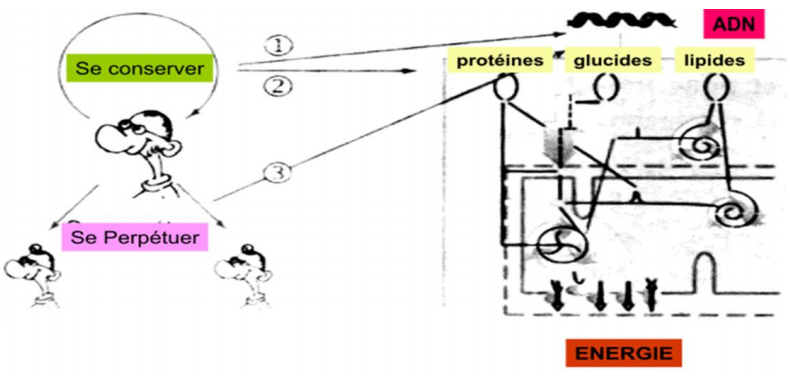 ADN
①
Se conserver
protéines glucides lipides
②
③
Se Perpétuer
ENERGIE